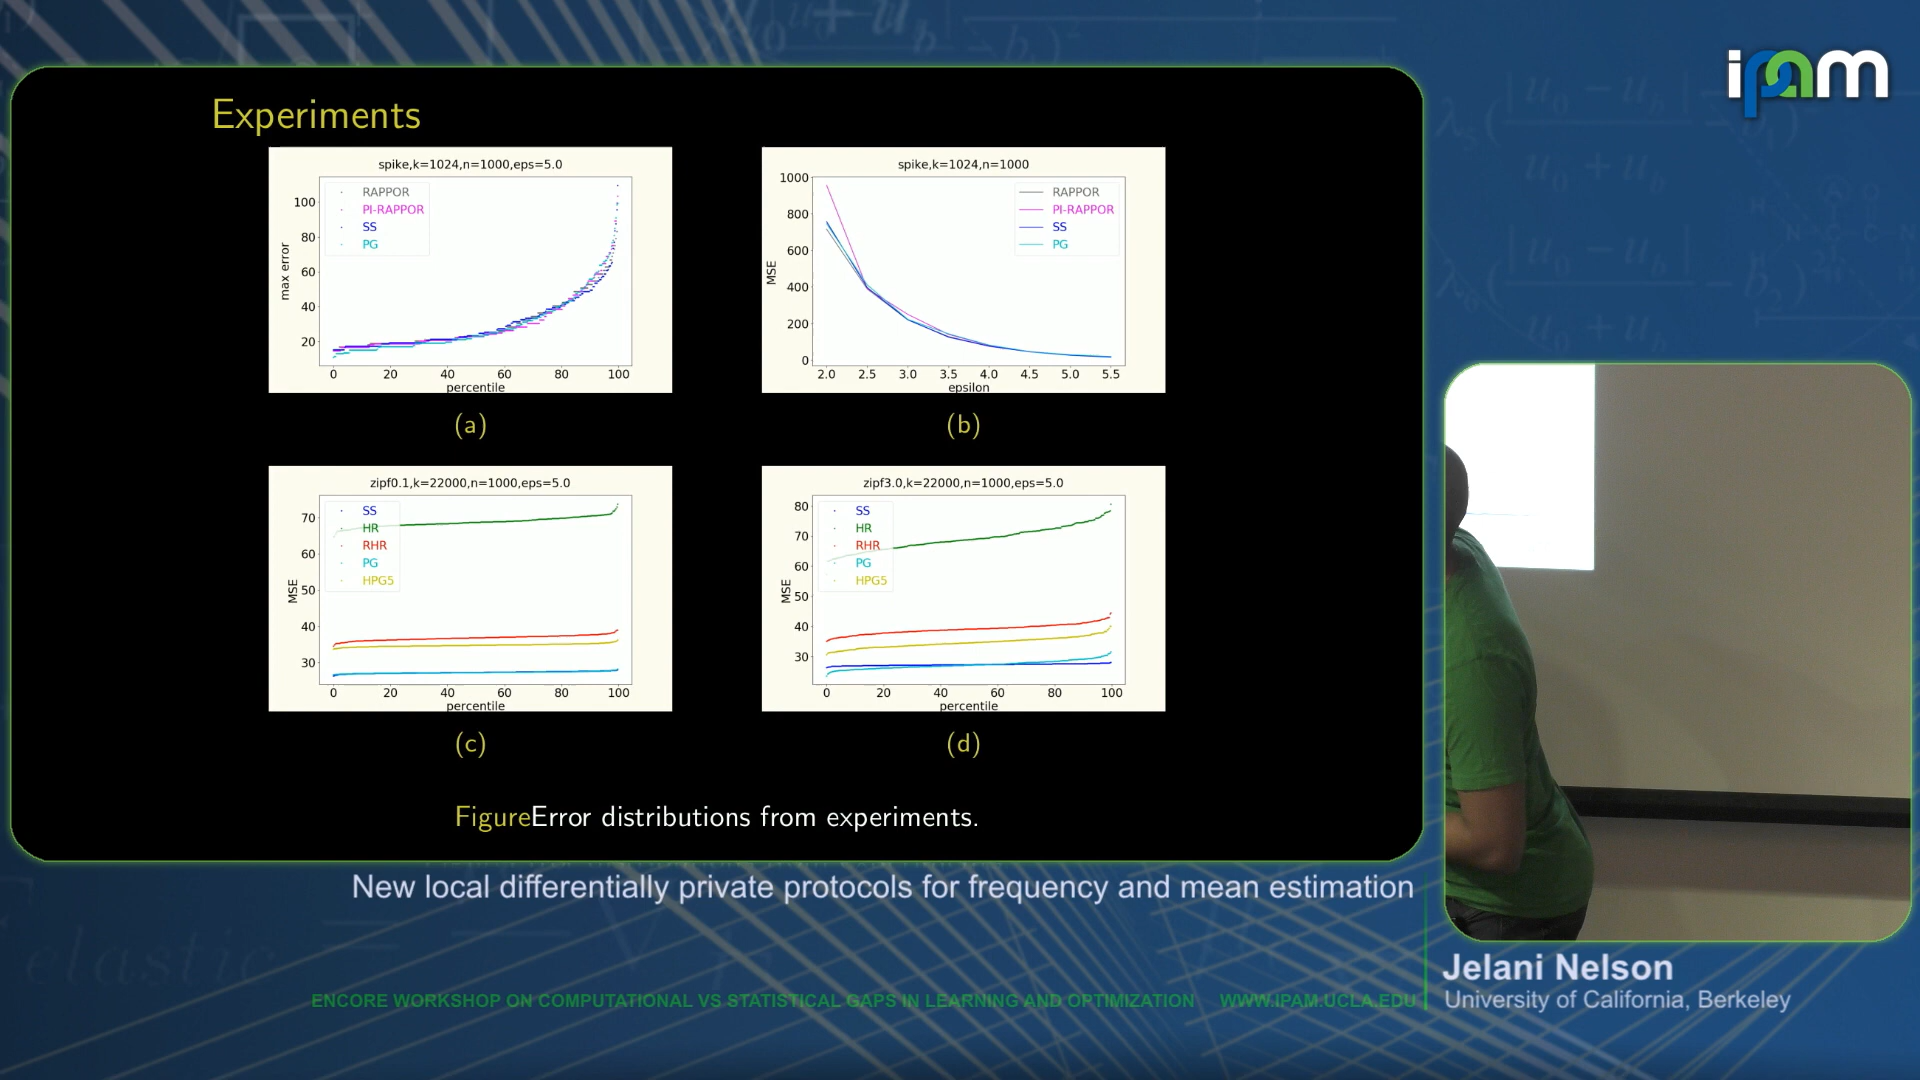 ipam
Experiments
spike,k=1024,n=1000,eps=5.0
RAPPOR
PI-RAPPOR
SS
PG
max error
100
80
60
40
20
0 20 40 60 80 100
percentile
(a)
spike,k=1024,n=1000
RAPPOR
PI-RAPPOR
SS
PG
MSE
1000
800
600
400
200
0
2.0 2.5 3.0 3.5 4.0 4.5 5.0 5.5
epsilon
(b)
zipf0.1,k=22000,n=1000,eps=5.0
SS
HR
RHR
PG
HPG5
MSE
70
60
50
40
30
0 20 40 60 80 100
percentile
(c)
zipf3.0,k=22000,n=1000,eps=5.0
SS
HR
RHR
PG
HPG5
MSE
80
70
60
50
40
30
0 20 40 60 80 100
percentile
(d)
FigureError distributions from experiments.
New local differentially private protocols for frequency and mean estimation
Jelani Nelson
University of California, Berkeley
ENCORE WORKSHOP ON COMPUTATIONAL VS STATISTICAL GAPS IN LEARNING AND OPTIMIZATION WWW.IPAM.UCLA.EDU
elastic